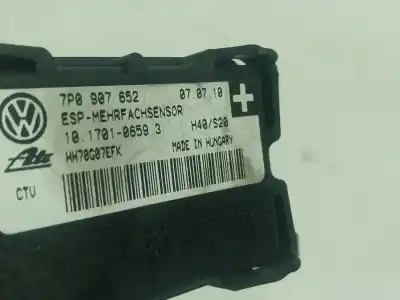 7P0 907 652 07.07.10
ESP-MEHRFACHSENSOR
10.1701-0659.3 H40/S20
Ate HH70G07EFK MADE IN HUNGARY
CTU